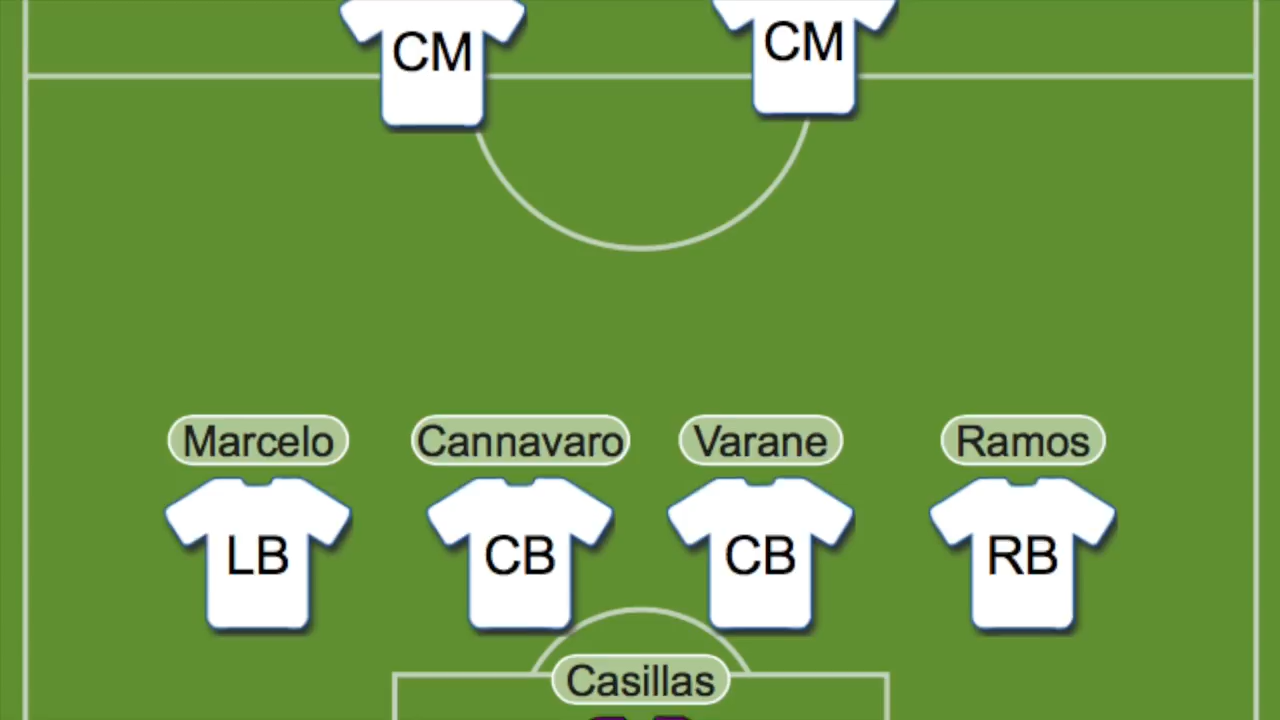 CM
CM
Marcelo
Cannavaro
Varane
Ramos
LB
CB
CB
RB
Casillas